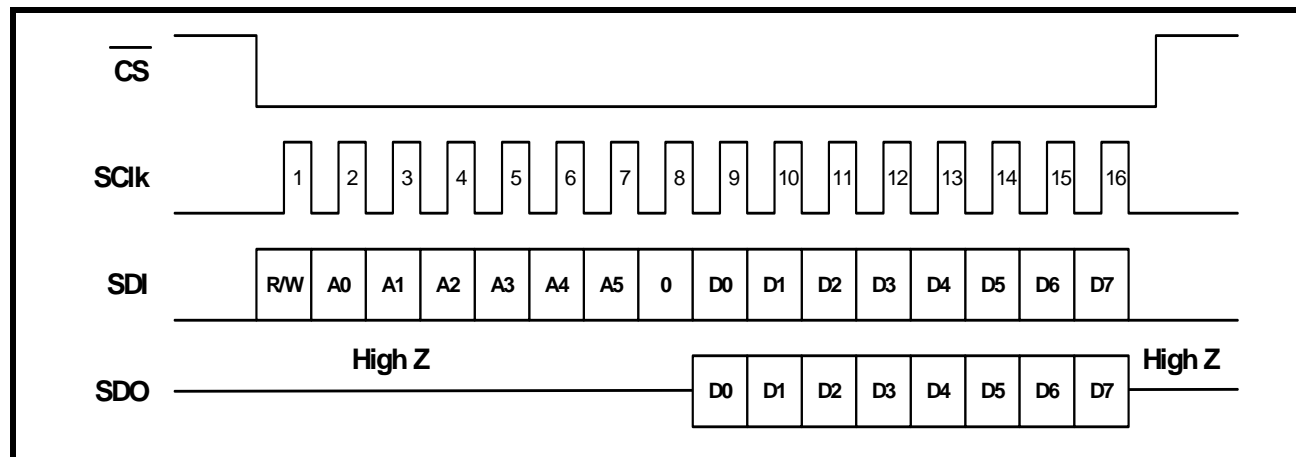 CS
SClk 1 2 3 4 5 6 7 8 9 10 11 12 13 14 15 16
SDI R/W A0 A1 A2 A3 A4 A5 0 D0 D1 D2 D3 D4 D5 D6 D7
High Z High Z
SDO D0 D1 D2 D3 D4 D5 D6 D7